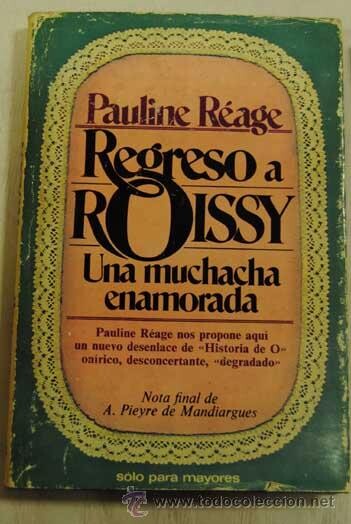 Pauline Réage
Regreso a
ROISSY
Una muchacha
enamorada
Pauline Réage nos propone aquí
un nuevo desenlace de «Historia de O»
onírico, desconcertante, «degradado»
Nota final de
A. Pieyre de Mandiargues
sólo para mayores
© www.todocoleccion.net